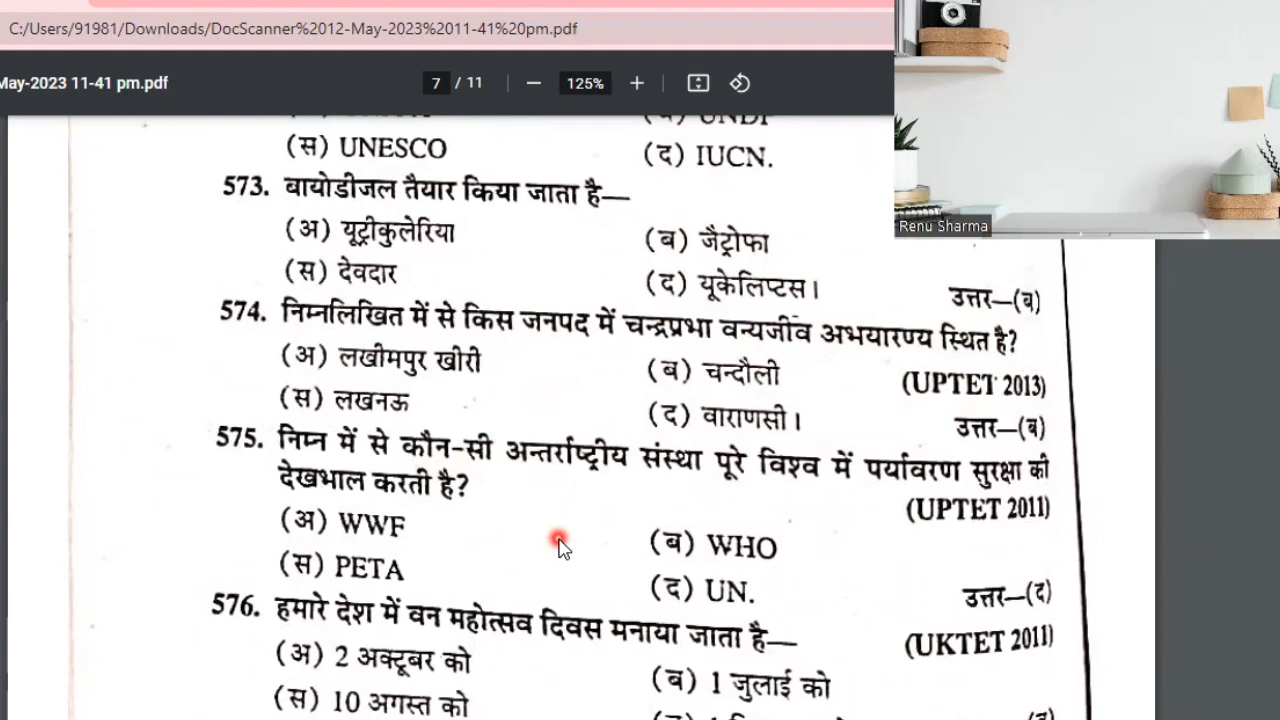 C:/Users/91981/Downloads/DocScanner%2012-May-2023%2011-41%20pm.pdf
May-2023 11-41 pm.pdf
7 / 11
125%
Renu Sharma
UNDP
(स) UNESCO (द) IUCN.
573. बायोडीजल तैयार किया जाता है—
(अ) यूट्रीकुलेरिया (ब) जैट्रोफा
(स) देवदार (द) यूकेलिप्टस।
उत्तर—(ब)
574. निम्नलिखित में से किस जनपद में चन्द्रप्रभा वन्यजीव अभयारण्य स्थित है?
(अ) लखीमपुर खीरी (ब) चन्दौली (UPTET 2013)
(स) लखनऊ (द) वाराणसी।
उत्तर—(ब)
575. निम्न में से कौन-सी अन्तर्राष्ट्रीय संस्था पूरे विश्व में पर्यावरण सुरक्षा की
देखभाल करती है? (UPTET 2011)
(अ) WWF (ब) WHO
(स) PETA (द) UN.
उत्तर—(द)
576. हमारे देश में वन महोत्सव दिवस मनाया जाता है— (UKTET 2011)
(अ) 2 अक्टूबर को (ब) 1 जुलाई को
(स) 10 अगस्त को